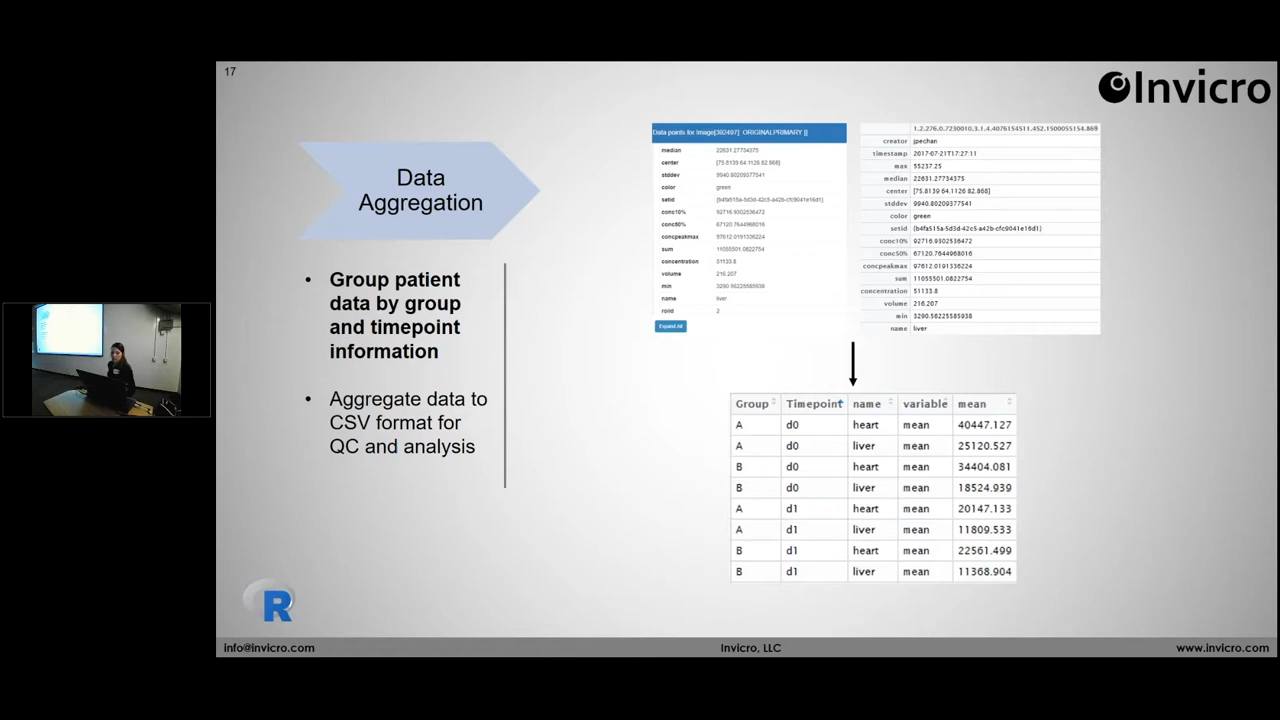 17
Invicro
Data
Aggregation
• Group patient
data by group
and timepoint
information
• Aggregate data to
CSV format for
QC and analysis
Data points for Image[302497]: ORIGINALPRIMARY []
median 22631.27734375
center [75.8139 64.1126 82.868]
stddev 9940.80209377541
color green
setid {b4fa515a-5d3d-42c5-a42b-cfc9041e16d1}
conc10% 92716.9302536472
conc50% 67120.7644968016
concpeakmax 97612.0191336224
sum 11055501.0822754
concentration 51133.8
volume 216.207
min 3290.56225585938
name liver
roiid 2
Expand All
1.2.276.0.7230010.3.1.4.4076154511.452.1500055154.868
creator jpechan
timestamp 2017-07-21T17:27:11
max 55237.25
median 22631.27734375
center [75.8139 64.1126 82.868]
stddev 9940.80209377541
color green
setid {b4fa515a-5d3d-42c5-a42b-cfc9041e16d1}
conc10% 92716.9302536472
conc50% 67120.7644968016
concpeakmax 97612.0191336224
sum 11055501.0822754
concentration 51133.8
volume 216.207
min 3290.56225585938
name liver
Group Timepoint name variable mean
A d0 heart mean 40447.127
A d0 liver mean 25120.527
B d0 heart mean 34404.081
B d0 liver mean 18524.939
A d1 heart mean 20147.133
A d1 liver mean 11809.533
B d1 heart mean 22561.499
B d1 liver mean 11368.904
R
info@invicro.com Invicro, LLC www.invicro.com